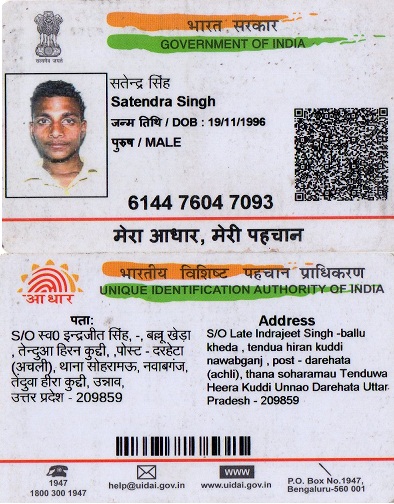 भारत सरकार
GOVERNMENT OF INDIA
सतेन्द्र सिंह
Satendra Singh
जन्म तिथि / DOB : 19/11/1996
पुरुष / MALE
6144 7604 7093
मेरा आधार, मेरी पहचान
भारतीय विशिष्ट पहचान प्राधिकरण
UNIQUE IDENTIFICATION AUTHORITY OF INDIA
आधार
पता:
S/O स्व0 इन्द्रजीत सिंह, -, बल्लू खेड़ा
, तेन्दुआ हिरन कुद्दी, ,पोस्ट - दरहेटा
(अचली), थाना सोहरामऊ, नवाबगंज,
तेंदुवा हीरा कुद्दी, उन्नाव,
उत्तर प्रदेश - 209859
Address
S/O Late Indrajeet Singh -ballu
kheda , tendua hiran kuddi
nawabganj , post - darehata
(achli), thana soharamau Tenduwa
Heera Kuddi Unnao Darehata Uttar
Pradesh - 209859
1947
1800 300 1947
help@uidai.gov.in
WWW
www.uidai.gov.in
P.O. Box No.1947,
Bengaluru-560 001